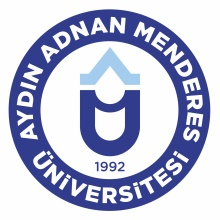 AYDIN ADNAN MENDERES
ÜNİVERSİTESİ
1992